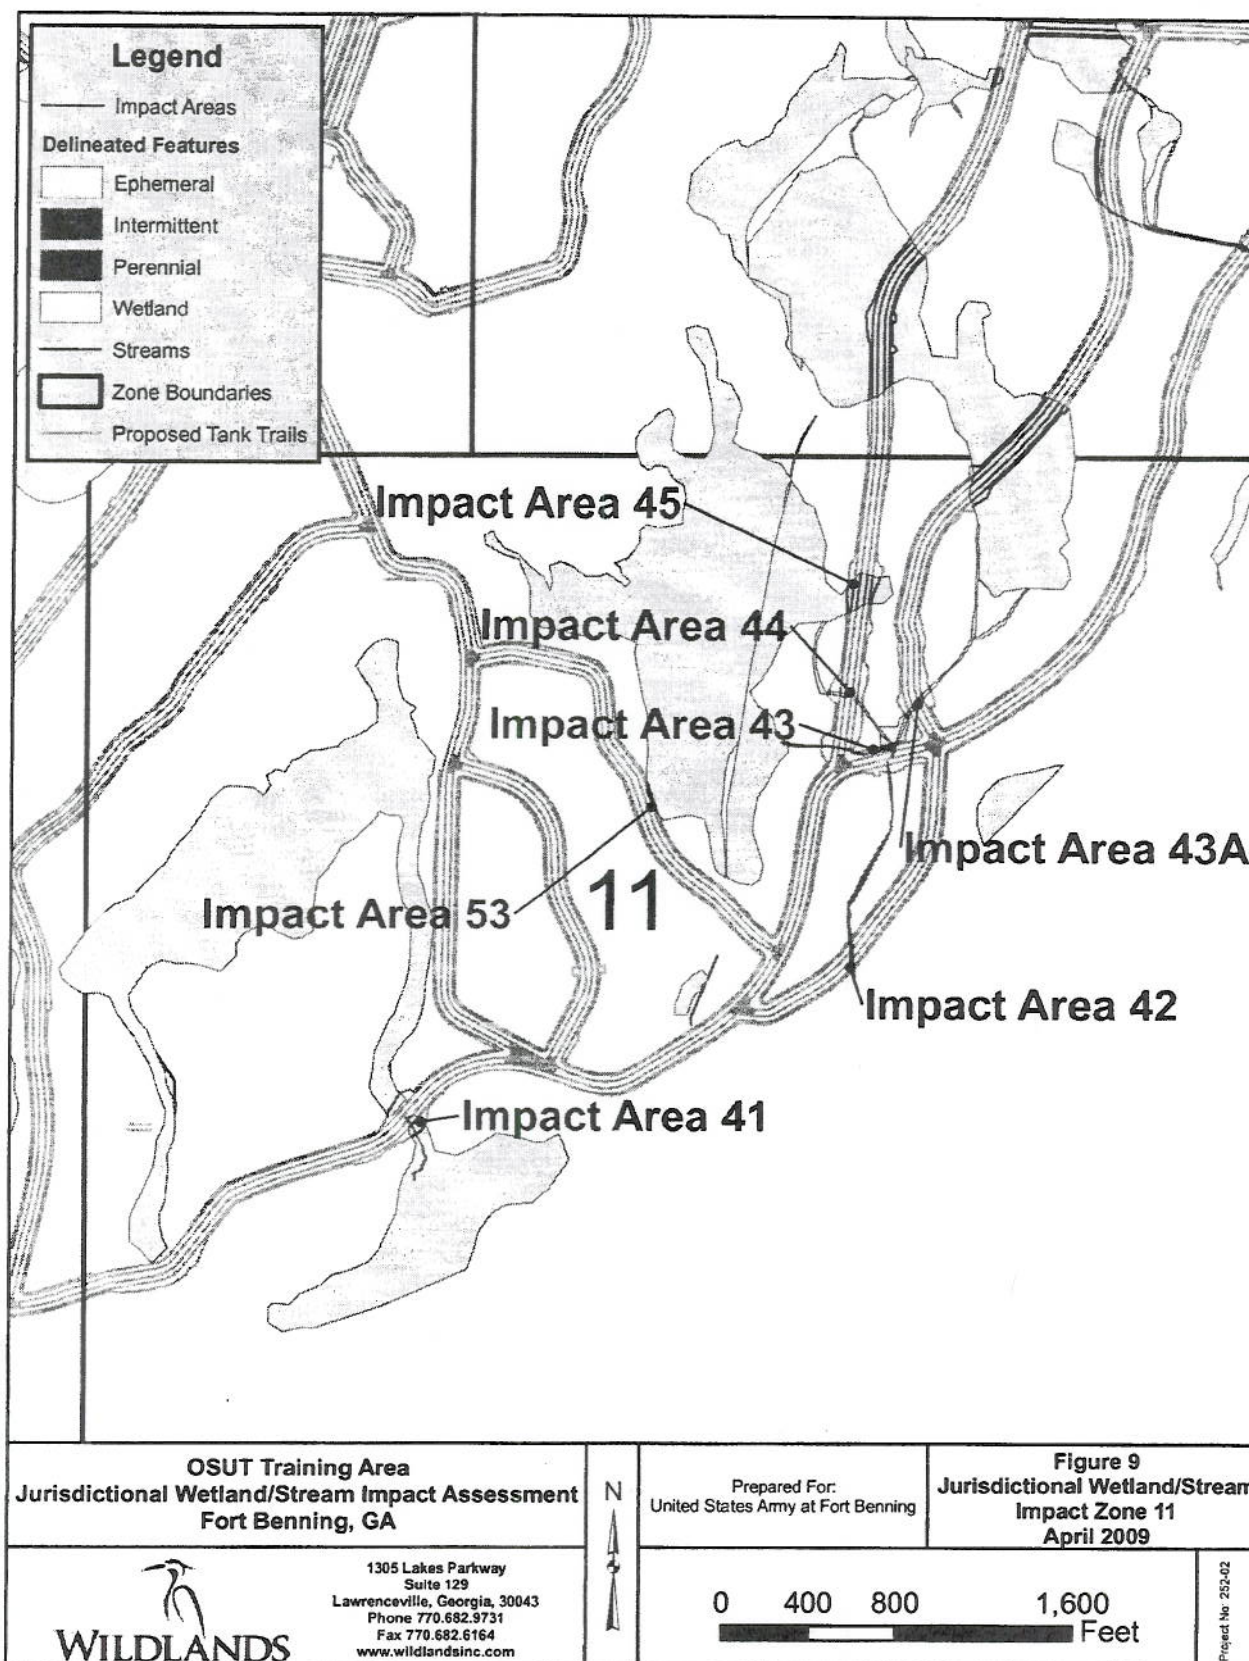 Legend
Impact Areas
Delineated Features
Ephemeral
Intermittent
Perennial
Wetland
Streams
Zone Boundaries
Proposed Tank Trails
Impact Area 45
Impact Area 44
Impact Area 43
Impact Area 43A
Impact Area 53
11
Impact Area 42
Impact Area 41
OSUT Training Area
Jurisdictional Wetland/Stream Impact Assessment
Fort Benning, GA
N
Prepared For:
United States Army at Fort Benning
Figure 9
Jurisdictional Wetland/Stream
Impact Zone 11
April 2009
WILDLANDS
1305 Lakes Parkway
Suite 129
Lawrenceville, Georgia, 30043
Phone 770.682.9731
Fax 770.682.6164
www.wildlandsinc.com
0 400 800 1,600
Feet
Project No: 252-02